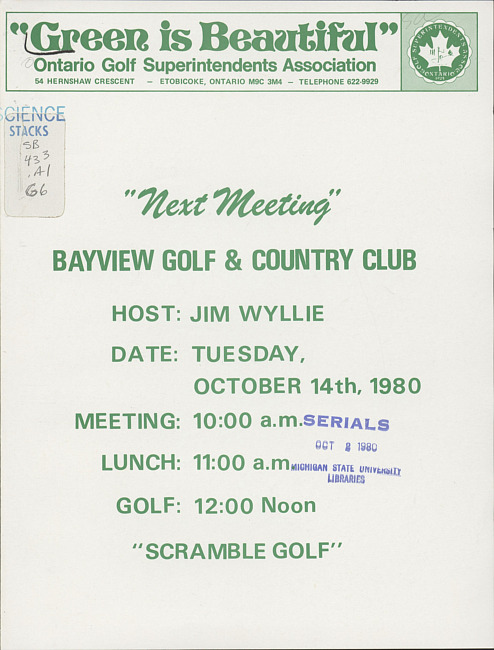 "Green is Beautiful"
Ontario Golf Superintendents Association
54 HERNSHAW CRESCENT — ETOBICOKE, ONTARIO M9C 3M4 — TELEPHONE 622-9929
SCIENCE
STACKS
SB
433
.A1
G6
"Next Meeting"
BAYVIEW GOLF & COUNTRY CLUB
HOST: JIM WYLLIE
DATE: TUESDAY,
OCTOBER 14th, 1980
MEETING: 10:00 a.m.
SERIALS
OCT 2 1980
LUNCH: 11:00 a.m
MICHIGAN STATE UNIVERSITY
LIBRARIES
GOLF: 12:00 Noon
"SCRAMBLE GOLF"